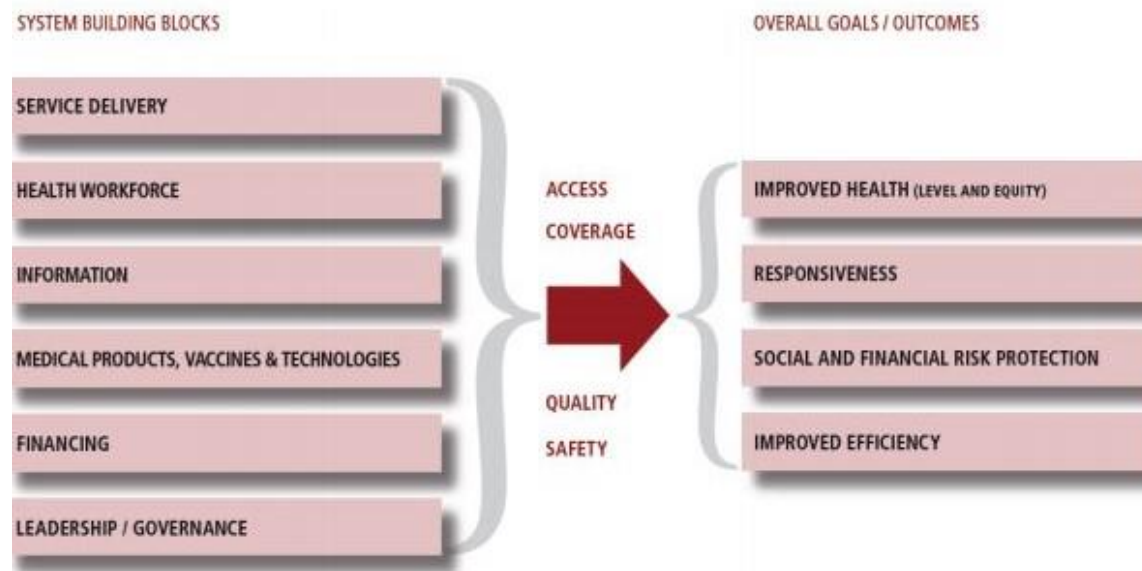 SYSTEM BUILDING BLOCKS
OVERALL GOALS / OUTCOMES
SERVICE DELIVERY
HEALTH WORKFORCE
INFORMATION
MEDICAL PRODUCTS, VACCINES & TECHNOLOGIES
FINANCING
LEADERSHIP / GOVERNANCE
ACCESS
COVERAGE
QUALITY
SAFETY
IMPROVED HEALTH (LEVEL AND EQUITY)
RESPONSIVENESS
SOCIAL AND FINANCIAL RISK PROTECTION
IMPROVED EFFICIENCY